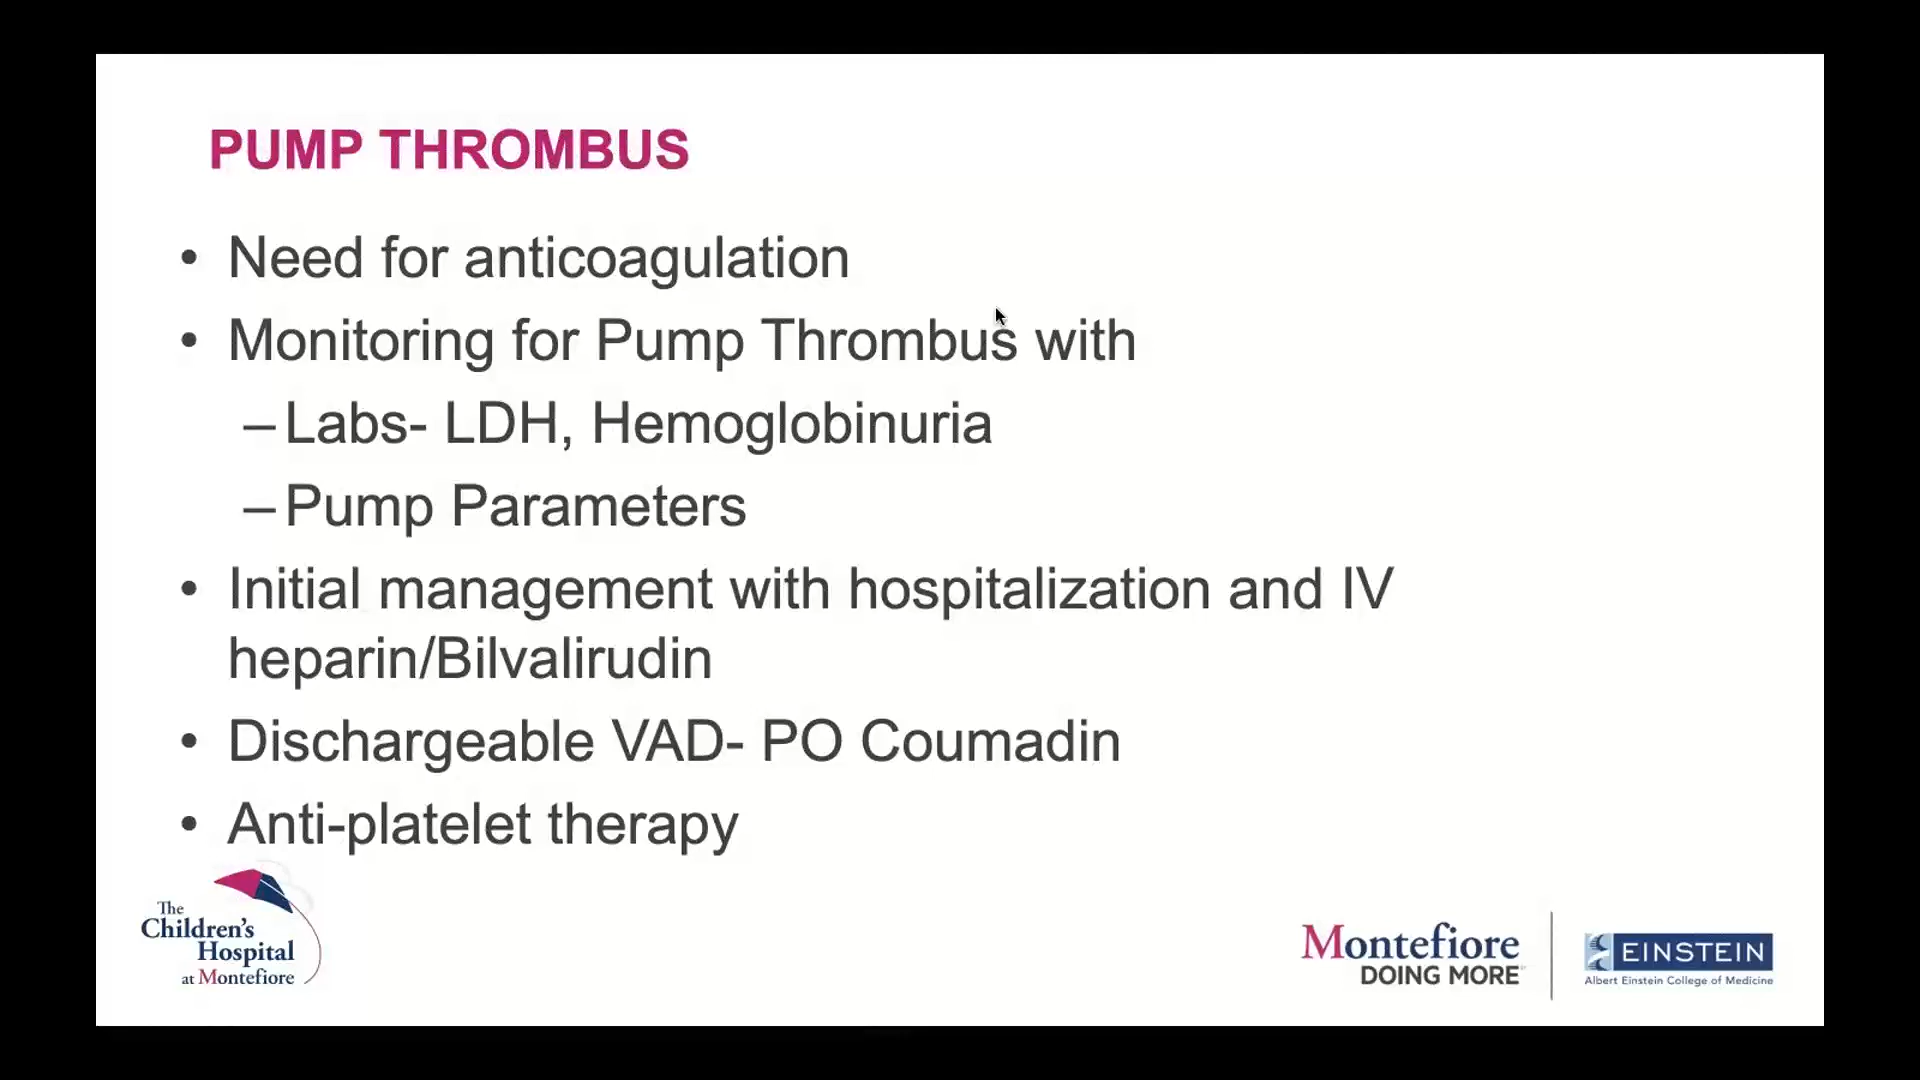 PUMP THROMBUS
• Need for anticoagulation
• Monitoring for Pump Thrombus with
– Labs- LDH, Hemoglobinuria
– Pump Parameters
• Initial management with hospitalization and IV
heparin/Bilvalirudin
• Dischargeable VAD- PO Coumadin
• Anti-platelet therapy
The
Children's
Hospital
at Montefiore
Montefiore
DOING MORE
EINSTEIN
Albert Einstein College of Medicine